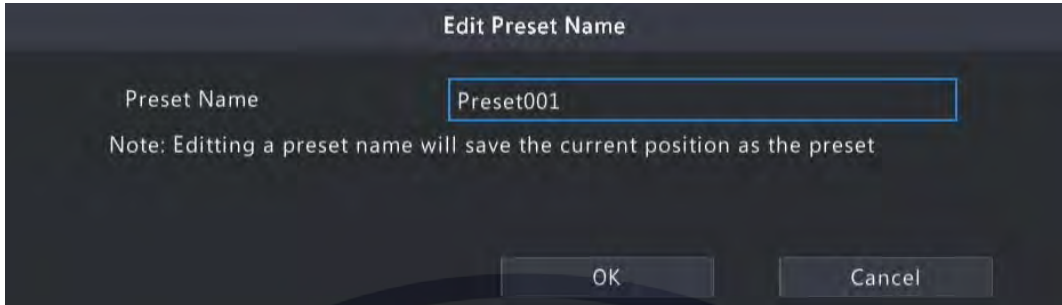 Edit Preset Name
Preset Name Preset001
Note: Editting a preset name will save the current position as the preset
OK Cancel